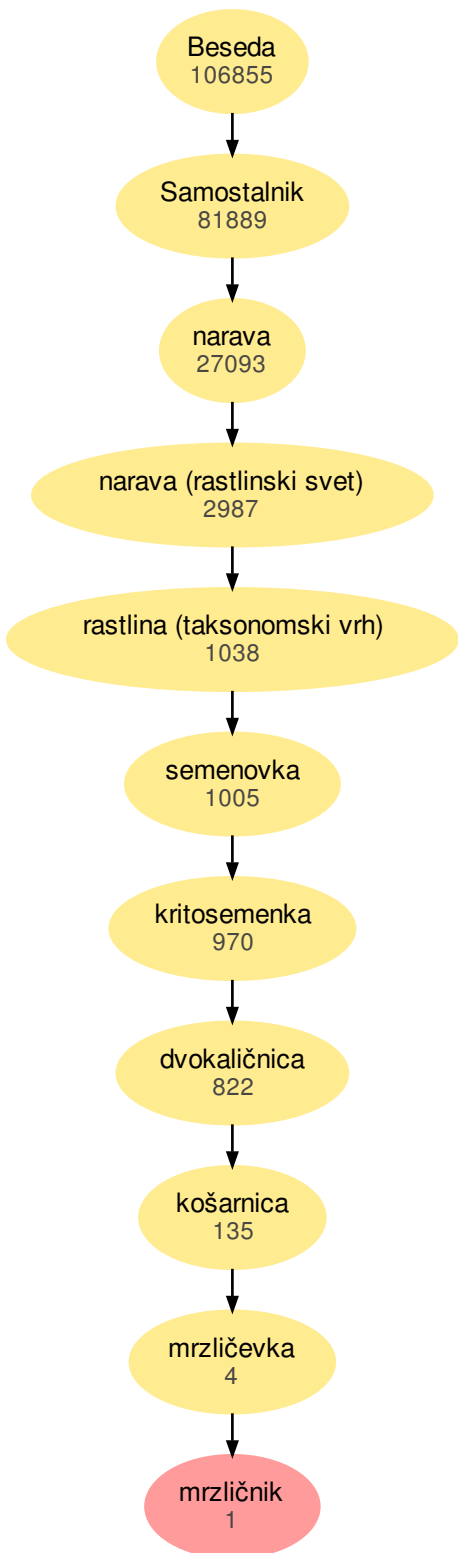 Beseda
106855
Samostalnik
81889
narava
27093
narava (rastlinski svet)
2987
rastlina (taksonomski vrh)
1038
semenovka
1005
kritosemenka
970
dvokaličnica
822
košarnica
135
mrzličevka
4
mrzličnik
1